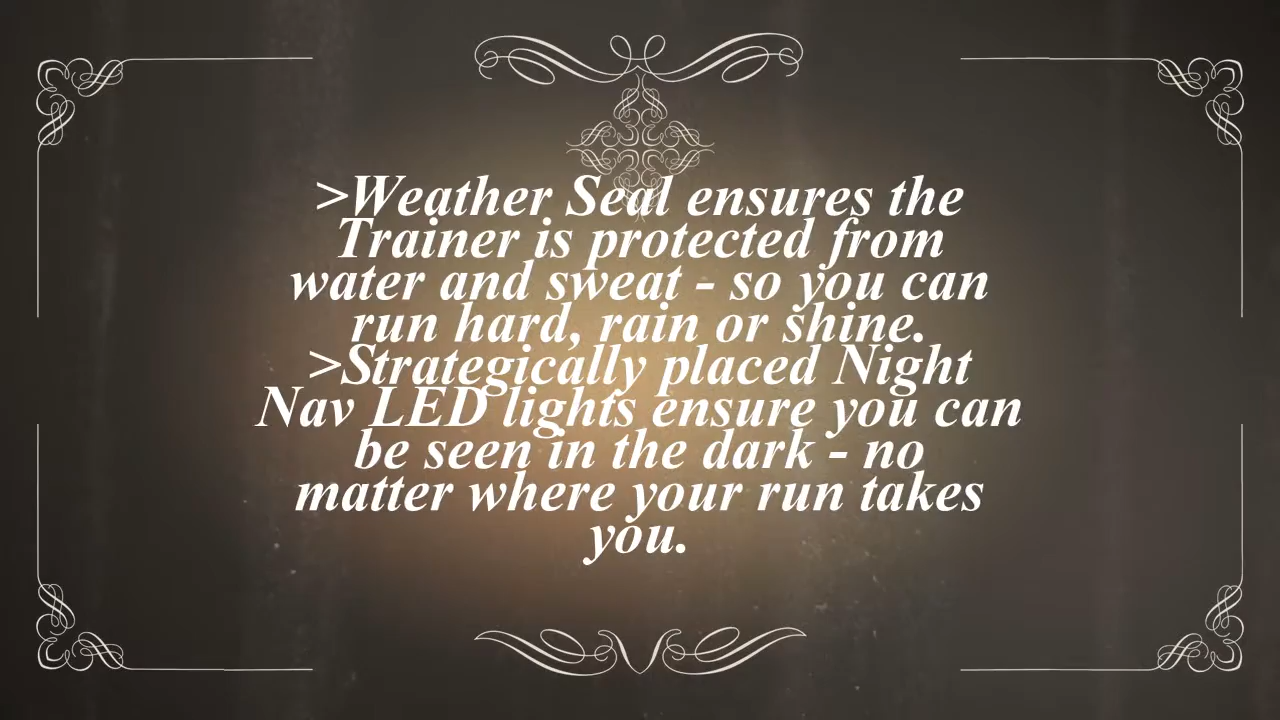 >Weather Seal ensures the
Trainer is protected from
water and sweat - so you can
run hard, rain or shine.
>Strategically placed Night
Nav LED lights ensure you can
be seen in the dark - no
matter where your run takes
you.